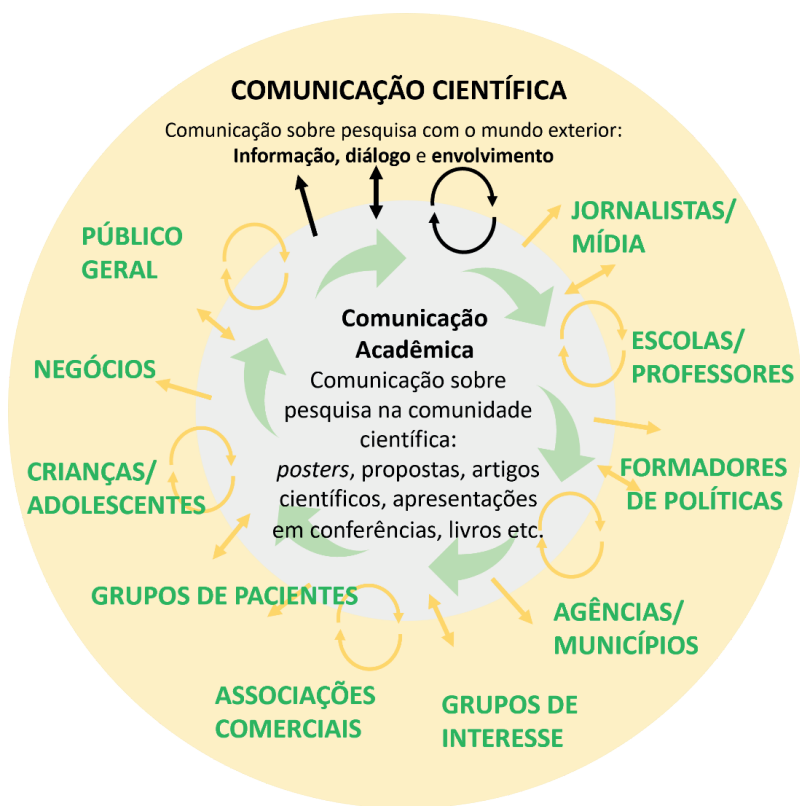 COMUNICAÇÃO CIENTÍFICA
Comunicação sobre pesquisa com o mundo exterior:
Informação, diálogo e envolvimento
JORNALISTAS/
MÍDIA
ESCOLAS/
PROFESSORES
FORMADORES
DE POLÍTICAS
AGÊNCIAS/
MUNICÍPIOS
GRUPOS DE
INTERESSE
ASSOCIAÇÕES
COMERCIAIS
GRUPOS DE PACIENTES
CRIANÇAS/
ADOLESCENTES
NEGÓCIOS
PÚBLICO
GERAL
Comunicação
Acadêmica
Comunicação sobre
pesquisa na comunidade
científica:
posters, propostas, artigos
científicos, apresentações
em conferências, livros etc.